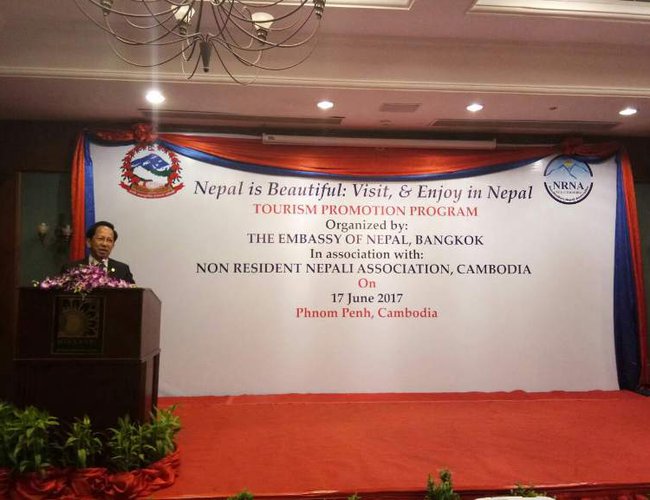 Nepal is Beautiful: Visit, & Enjoy in Nepal
TOURISM PROMOTION PROGRAM
Organized by:
THE EMBASSY OF NEPAL, BANGKOK
In association with:
NON RESIDENT NEPALI ASSOCIATION, CAMBODIA
On
17 June 2017
Phnom Penh, Cambodia
NRNA